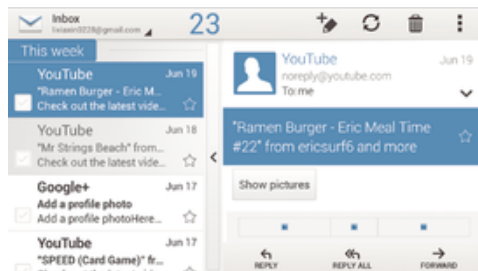 Inbox
23
This week
YouTube Jun 19
"Ramen Burger - Eric M...
Check out the latest vide...
YouTube Jun 18
"Mr Strings Beach" from...
Check out the latest vide...
Google+ Jun 17
Add a profile photo
Add a profile photoHere...
YouTube Jun 17
"SPEED (Card Game)" fr...
YouTube Jun 19
noreply@youtube.com
To: me
"Ramen Burger - Eric Meal Time
#22" from ericsurf6 and more
Show pictures
REPLY
REPLY ALL
FORWARD